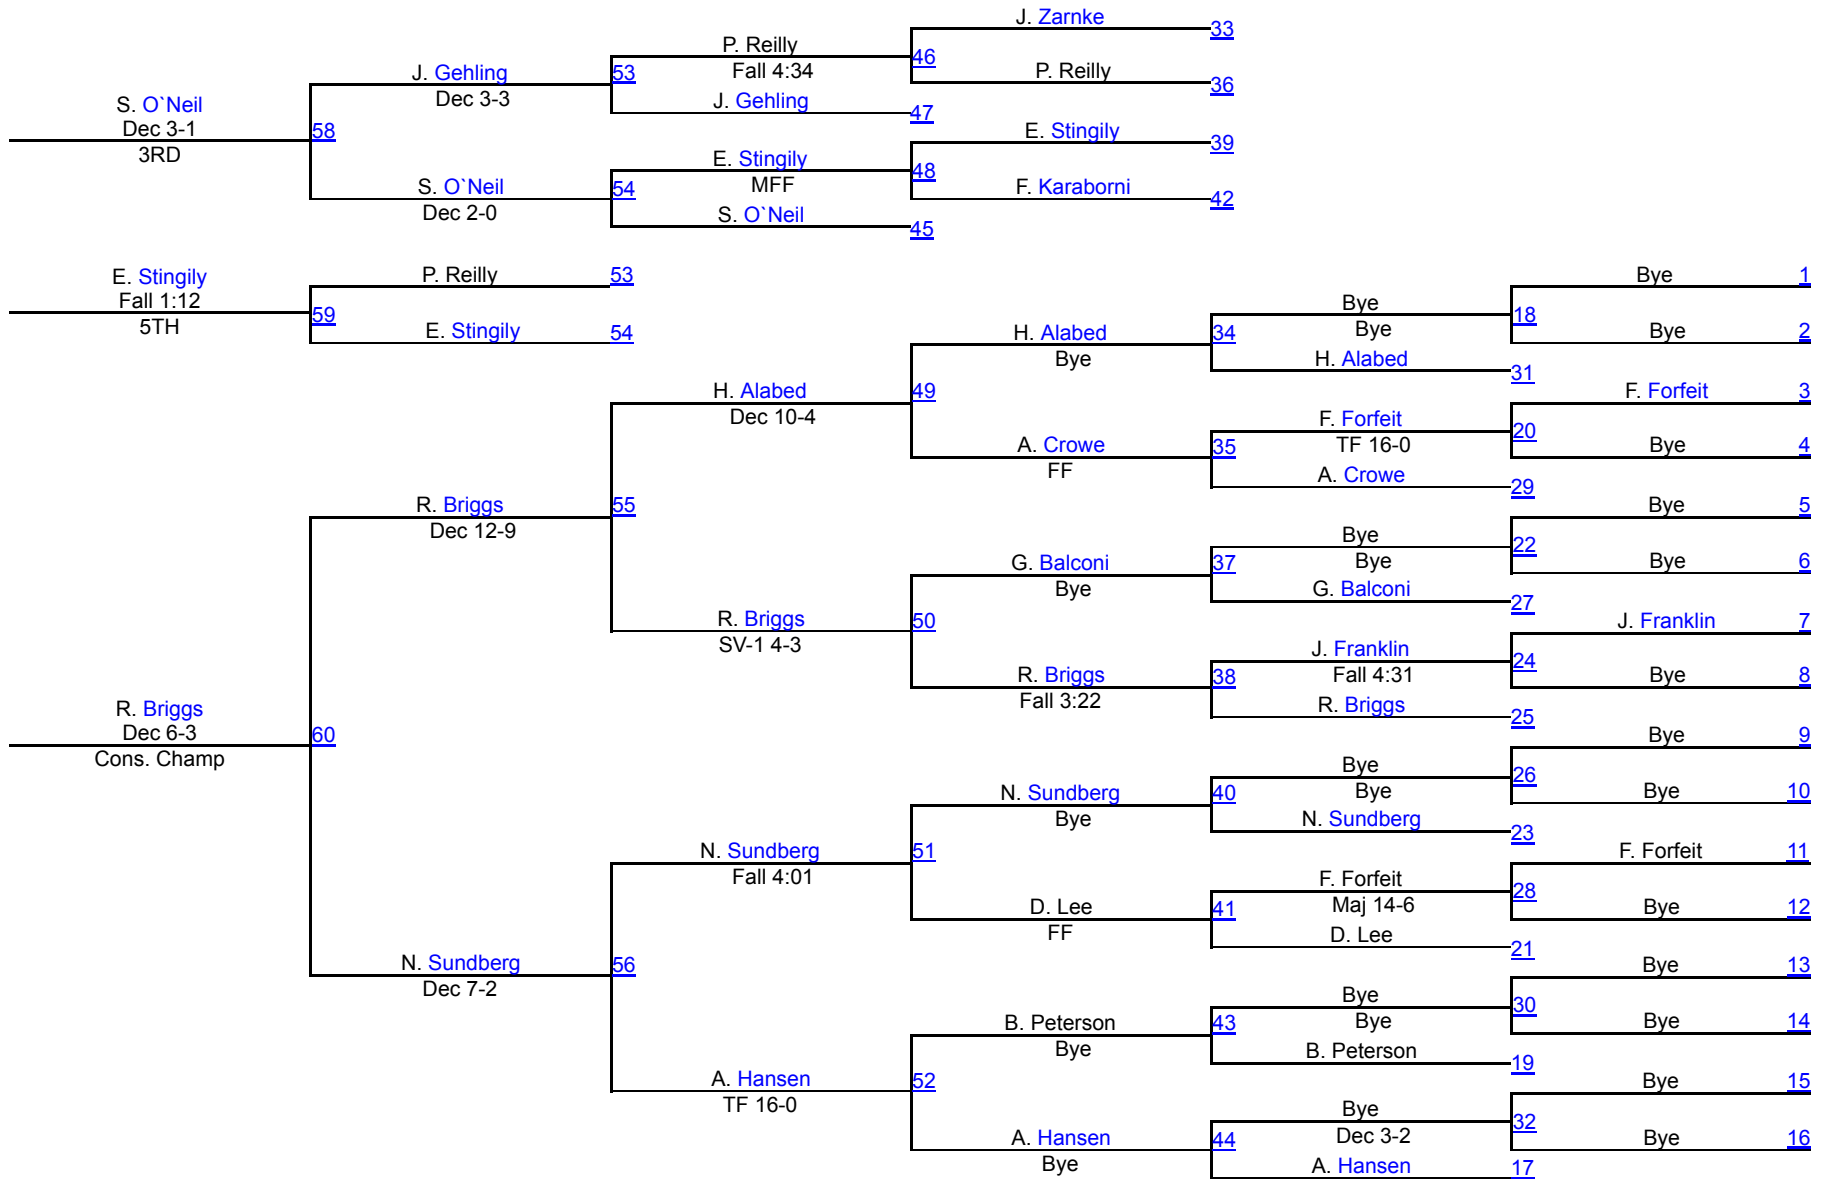 J. Zarnke 33
P. Reilly 46
Fall 4:34
P. Reilly 36
J. Gehling 53
Dec 3-3
J. Gehling 47
S. O`Neil
Dec 3-1 58
3RD
E. Stingily 39
E. Stingily 48
MFF
F. Karaborni 42
S. O`Neil 54
Dec 2-0
S. O`Neil 45
E. Stingily
Fall 1:12 59
5TH
P. Reilly 53
E. Stingily 54
Bye 1
Bye 18
Bye
Bye 2
H. Alabed 34
Bye
H. Alabed 31
H. Alabed 49
Dec 10-4
F. Forfeit 3
F. Forfeit 20
TF 16-0
Bye 4
A. Crowe 35
FF
A. Crowe 29
R. Briggs 55
Dec 12-9
Bye 5
Bye 22
Bye
Bye 6
G. Balconi 37
Bye
G. Balconi 27
R. Briggs 50
SV-1 4-3
J. Franklin 7
J. Franklin 24
Fall 4:31
Bye 8
R. Briggs 38
Fall 3:22
R. Briggs 25
R. Briggs
Dec 6-3 60
Cons. Champ
Bye 9
Bye 26
Bye
Bye 10
N. Sundberg 40
Bye
N. Sundberg 23
N. Sundberg 51
Fall 4:01
F. Forfeit 11
F. Forfeit 28
Maj 14-6
Bye 12
D. Lee 41
FF
D. Lee 21
N. Sundberg 56
Dec 7-2
Bye 13
Bye 30
Bye
Bye 14
B. Peterson 43
Bye
B. Peterson 19
A. Hansen 52
TF 16-0
Bye 15
Bye 32
Dec 3-2
Bye 16
A. Hansen 44
Bye
A. Hansen 17